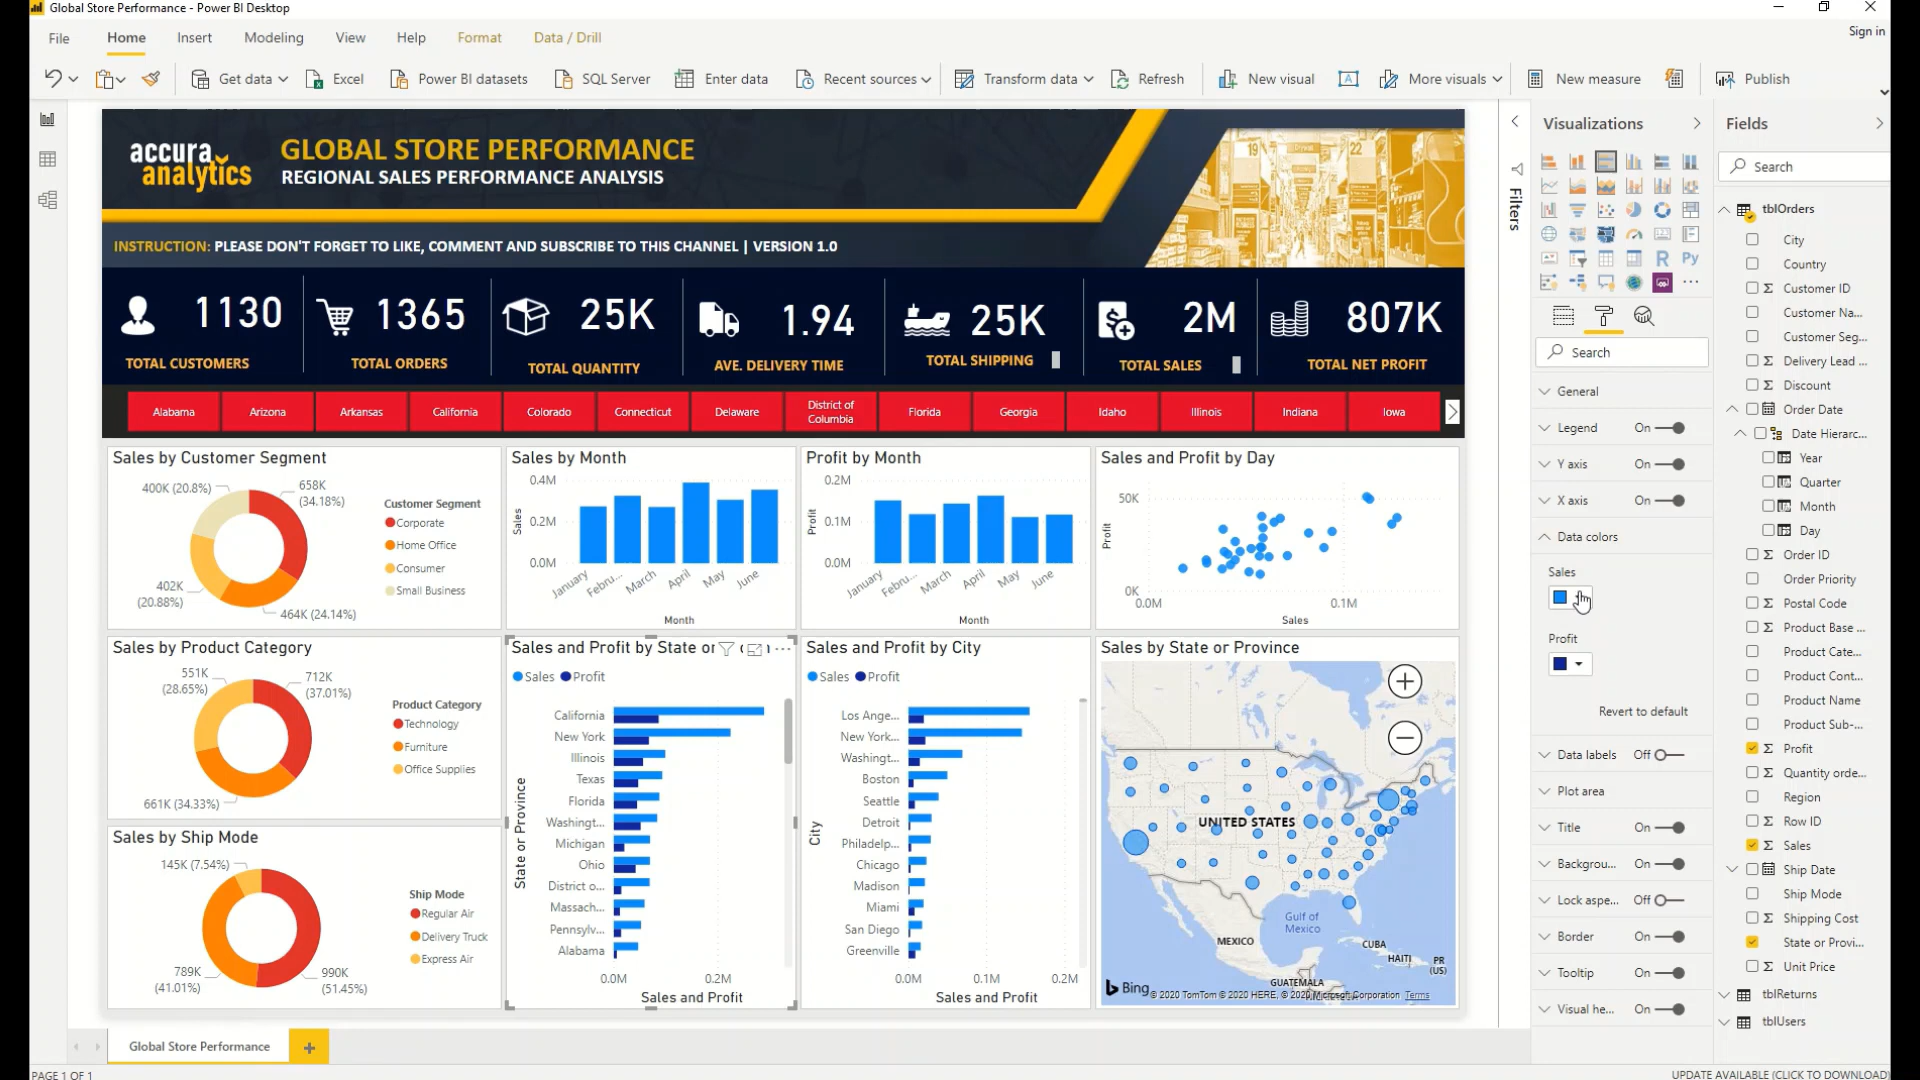 Global Store Performance - Power BI Desktop
Sign in
File Home Insert Modeling View Help Format Data / Drill
Get data Excel Power BI datasets SQL Server Enter data Recent sources Transform data Refresh New visual More visuals New measure Publish
accura
analytics
GLOBAL STORE PERFORMANCE
REGIONAL SALES PERFORMANCE ANALYSIS
INSTRUCTION: PLEASE DON'T FORGET TO LIKE, COMMENT AND SUBSCRIBE TO THIS CHANNEL | VERSION 1.0
19 22
1130 1365 25K 1.94 25K 2M 807K
TOTAL CUSTOMERS TOTAL ORDERS TOTAL QUANTITY AVE. DELIVERY TIME TOTAL SHIPPING TOTAL SALES TOTAL NET PROFIT
Alabama Arizona Arkansas California Colorado Connecticut Delaware District of Columbia Florida Georgia Idaho Illinois Indiana Iowa
Sales by Customer Segment
400K (20.8%)
658K
(34.18%)
402K
(20.88%)
464K (24.14%)
Customer Segment
Corporate
Home Office
Consumer
Small Business
Sales by Month
0.4M
0.2M
0.0M
Sales
January Febru... March April May June
Month
Profit by Month
0.2M
0.1M
0.0M
Profit
January Febru... March April May June
Month
Sales and Profit by Day
50K
0K
Profit
0.0M 0.1M
Sales
Sales by Product Category
551K
(28.65%)
712K
(37.01%)
661K (34.33%)
Product Category
Technology
Furniture
Office Supplies
Sales by Ship Mode
145K (7.54%)
789K
(41.01%)
990K
(51.45%)
Ship Mode
Regular Air
Delivery Truck
Express Air
Sales and Profit by State or
Sales Profit
State or Province
California
New York
Illinois
Texas
Florida
Washingt...
Michigan
Ohio
District o...
Massach...
Pennsylv...
Alabama
0.0M 0.2M
Sales and Profit
Sales and Profit by City
Sales Profit
City
Los Ange...
New York...
Washingt...
Boston
Seattle
Detroit
Philadelp...
Chicago
Madison
Miami
San Diego
Greenville
0.0M 0.1M 0.2M
Sales and Profit
Sales by State or Province
UNITED STATES
Gulf of
Mexico
MEXICO
CUBA
HAITI
PR
(US)
GUATEMALA
Bing
© 2020 TomTom © 2020 HERE, © 2020 Microsoft Corporation Terms
Filters
Visualizations
R Py
Search
General
Legend On
Y axis On
X axis On
Data colors
Sales
Profit
Revert to default
Data labels Off
Plot area
Title On
Backgrou... On
Lock aspe... Off
Border On
Tooltip On
Visual he... On
Fields
Search
tblOrders
City
Country
Customer ID
Customer Na...
Customer Seg...
Delivery Lead ...
Discount
Order Date
Date Hierarc...
Year
Quarter
Month
Day
Order ID
Order Priority
Postal Code
Product Base ...
Product Cate...
Product Cont...
Product Name
Product Sub-...
Profit
Quantity orde...
Region
Row ID
Sales
Ship Date
Ship Mode
Shipping Cost
State or Provi...
Unit Price
tblReturns
tblUsers
Global Store Performance
PAGE 1 OF 1
UPDATE AVAILABLE (CLICK TO DOWNLOAD)